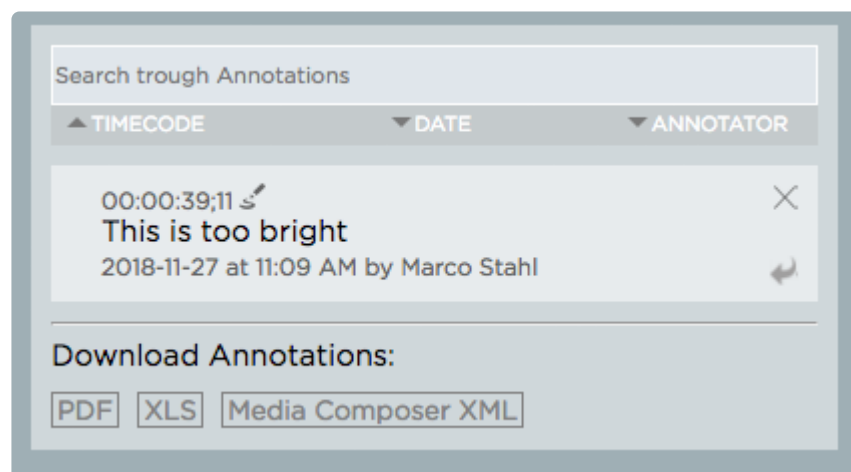 Search trough Annotations
TIMECODE DATE ANNOTATOR
00:00:39;11
This is too bright
2018-11-27 at 11:09 AM by Marco Stahl
Download Annotations:
PDF XLS Media Composer XML